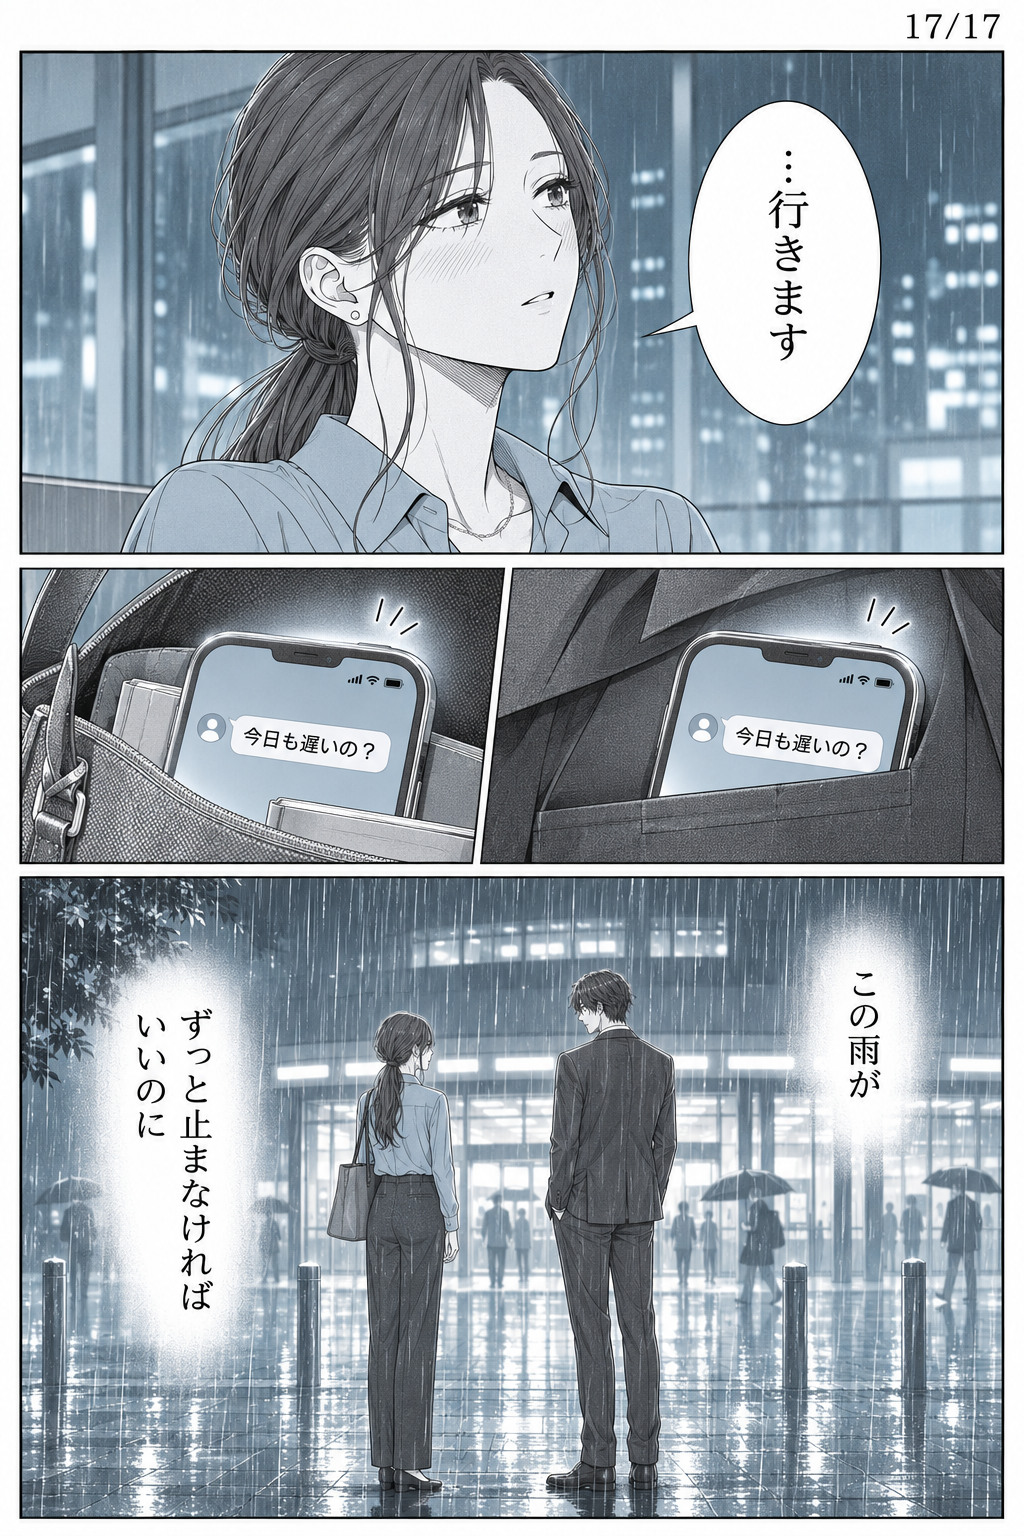 17/17
…行きます
今日も遅いの？
今日も遅いの？
この雨が
ずっと止まなければ
いいのに